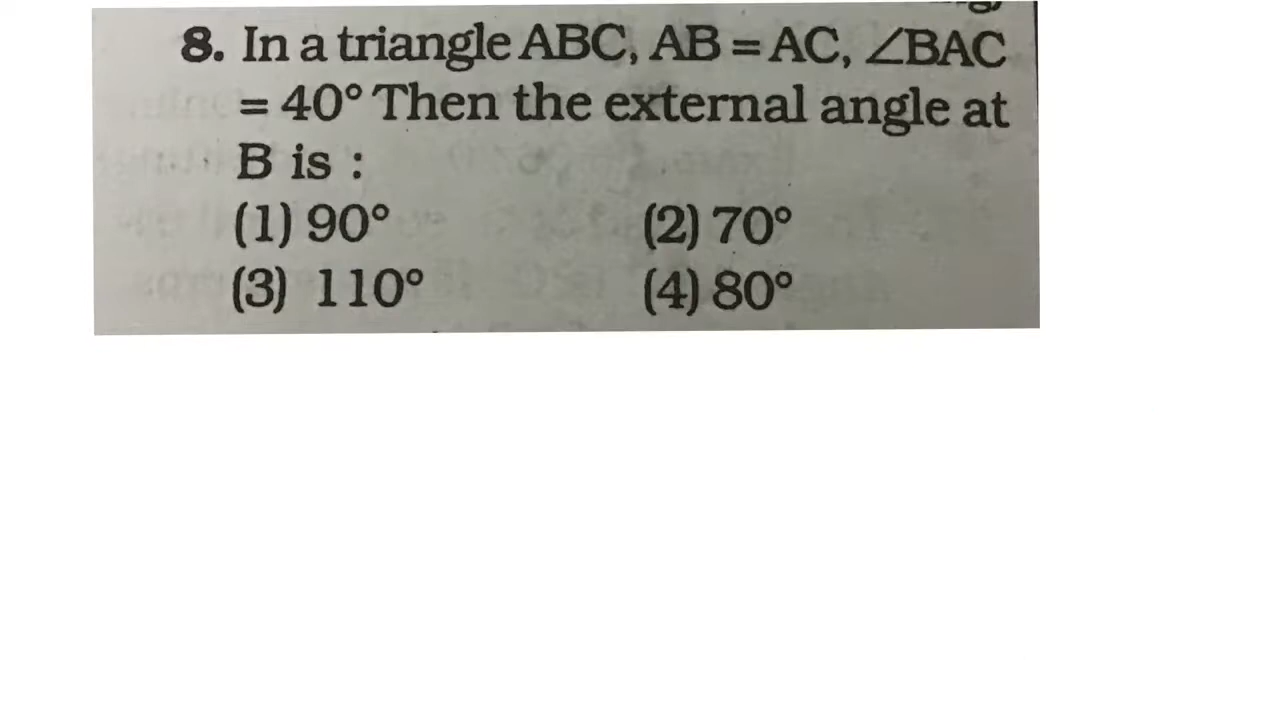 8. In a triangle ABC, AB = AC, ∠BAC
= 40° Then the external angle at
B is :
(1) 90° (2) 70°
(3) 110° (4) 80°